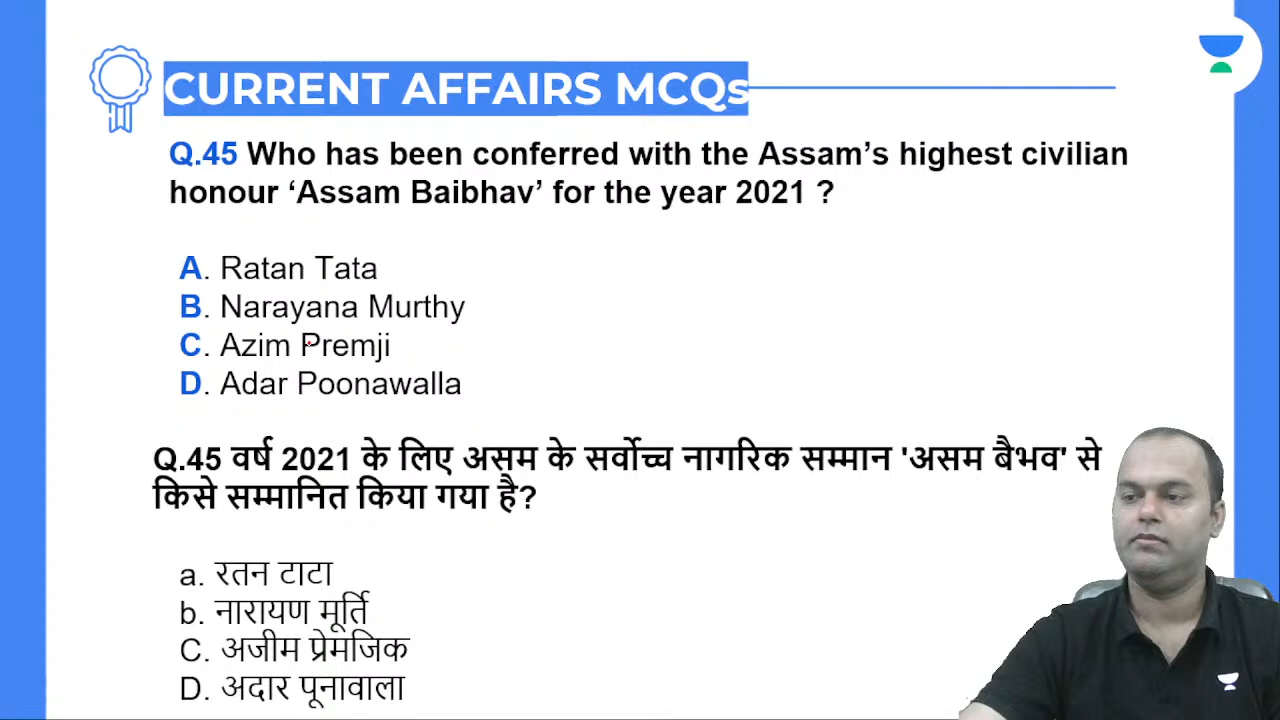 CURRENT AFFAIRS MCQs
Q.45 Who has been conferred with the Assam’s highest civilian
honour ‘Assam Baibhav’ for the year 2021 ?
A. Ratan Tata
B. Narayana Murthy
C. Azim Premji
D. Adar Poonawalla
Q.45 वर्ष 2021 के लिए असम के सर्वोच्च नागरिक सम्मान 'असम बैभव' से
किसे सम्मानित किया गया है?
a. रतन टाटा
b. नारायण मूर्ति
C. अजीम प्रेमजिक
D. अदार पूनावाला